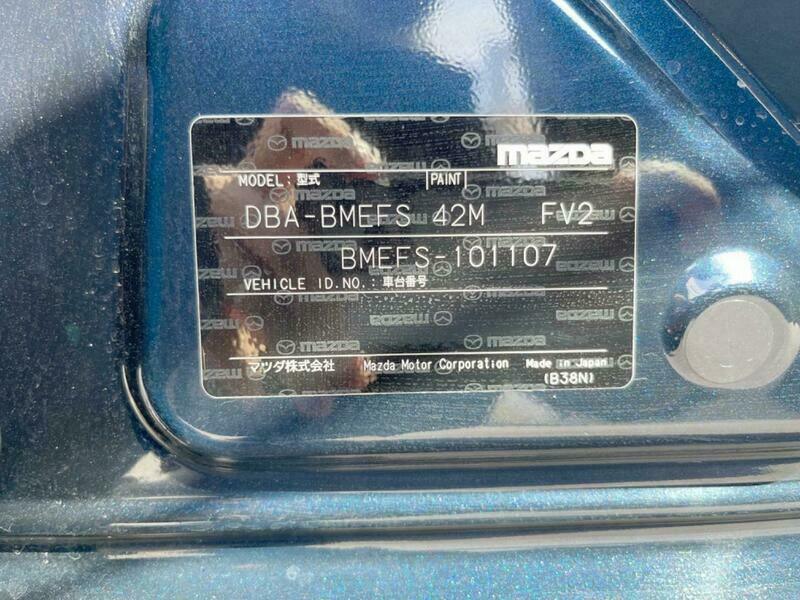 mazda
MODEL:型式 PAINT
DBA-BMEFS 42M FV2
BMEFS-101107
VEHICLE ID.NO.:車台番号
マツダ株式会社 Mazda Motor Corporation Made in Japan
(B38N)